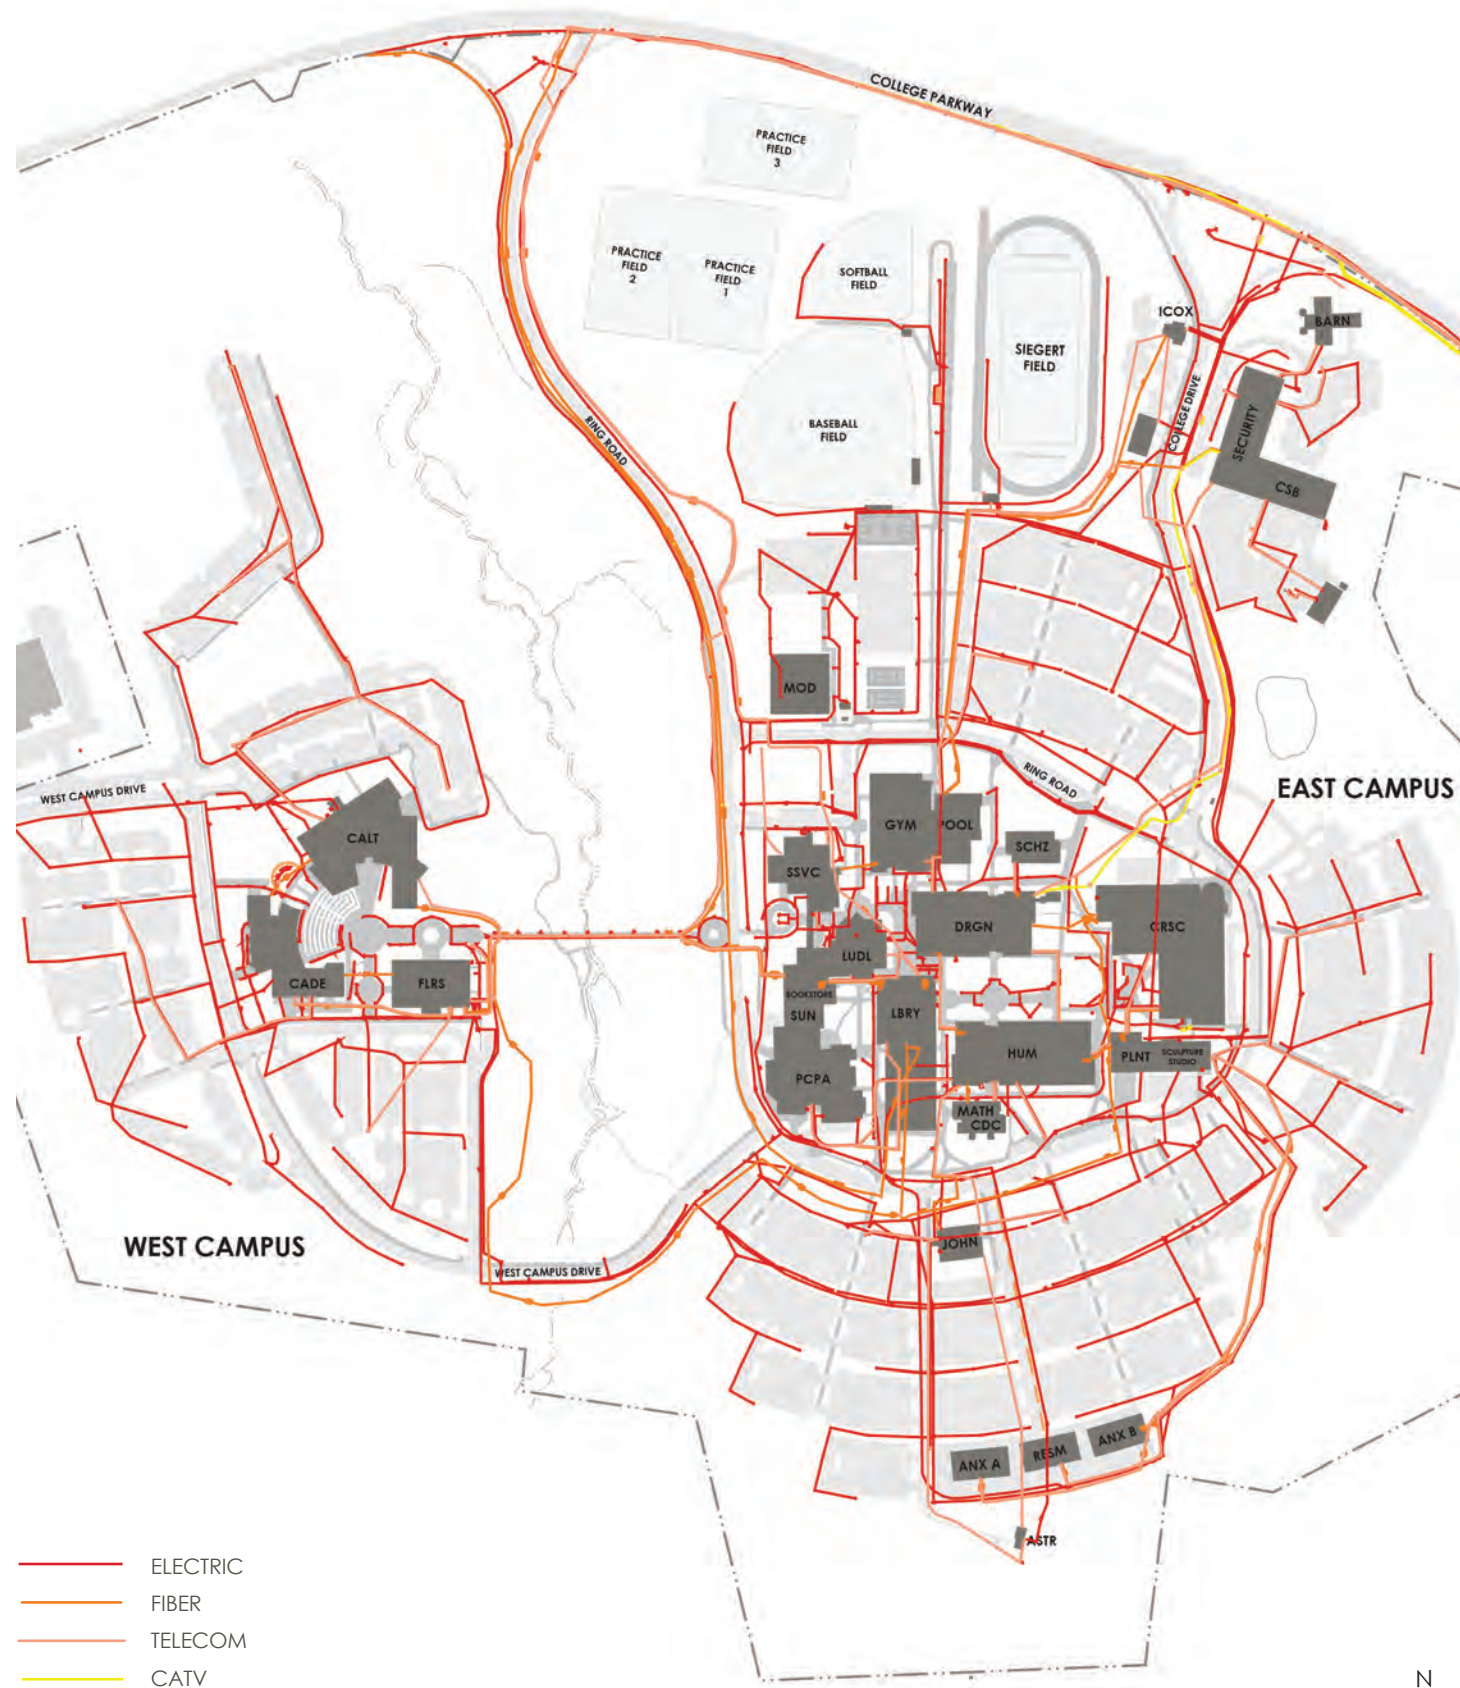 COLLEGE PARKWAY
PRACTICE
FIELD
3
PRACTICE
FIELD
2
PRACTICE
FIELD
1
SOFTBALL
FIELD
ICOX
BARN
SIEGERT
FIELD
COLLEGE DRIVE
SECURITY
BASEBALL
FIELD
RING ROAD
CSB
MOD
RING ROAD
EAST CAMPUS
WEST CAMPUS DRIVE
CALT
GYM
POOL
SCHZ
SSVC
DRGN
CRSC
LUDL
CADE
FLRS
BOOKSTORE
SUN
LBRY
HUM
PLNT
SCULPTURE
STUDIO
PCPA
MATH
CDC
WEST CAMPUS
JOHN
WEST CAMPUS DRIVE
ANX A
RESM
ANX B
ASTR
ELECTRIC
FIBER
TELECOM
CATV
N